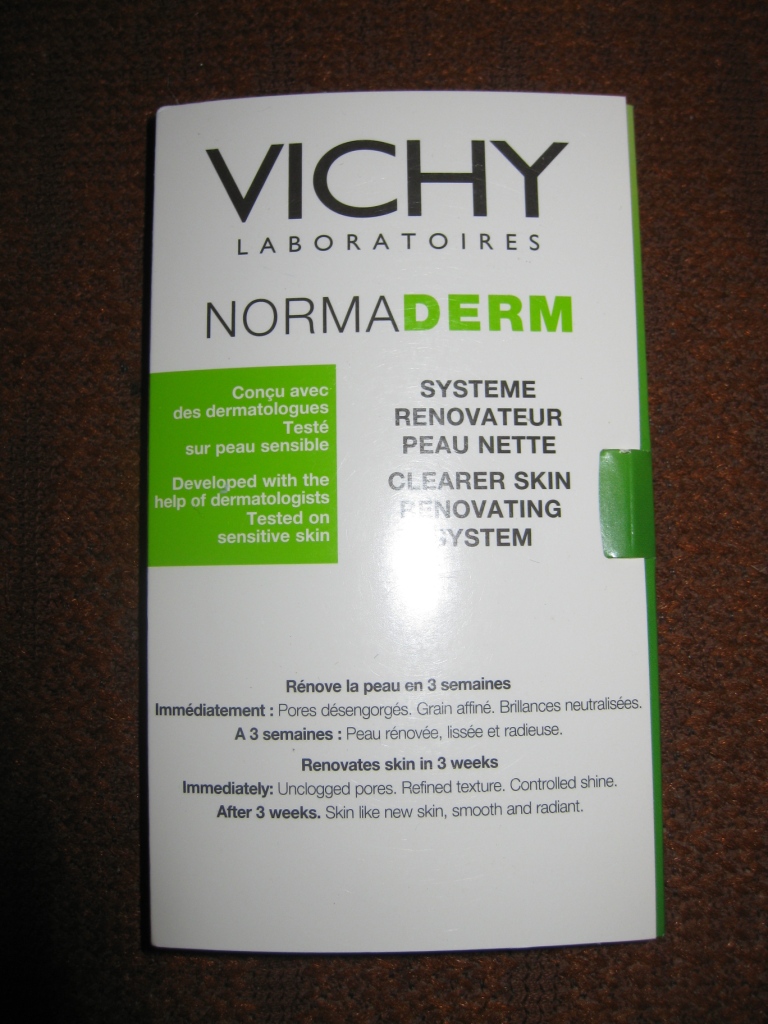 VICHY
LABORATOIRES
NORMADERM
Conçu avec
des dermatologues
Testé
sur peau sensible
Developed with the
help of dermatologists
Tested on
sensitive skin
SYSTEME
RENOVATEUR
PEAU NETTE
CLEARER SKIN
RENOVATING
SYSTEM
Rénove la peau en 3 semaines
Immédiatement : Pores désengorgés. Grain affiné. Brillances neutralisées.
A 3 semaines : Peau rénovée, lissée et radieuse.
Renovates skin in 3 weeks
Immediately: Unclogged pores. Refined texture. Controlled shine.
After 3 weeks. Skin like new skin, smooth and radiant.